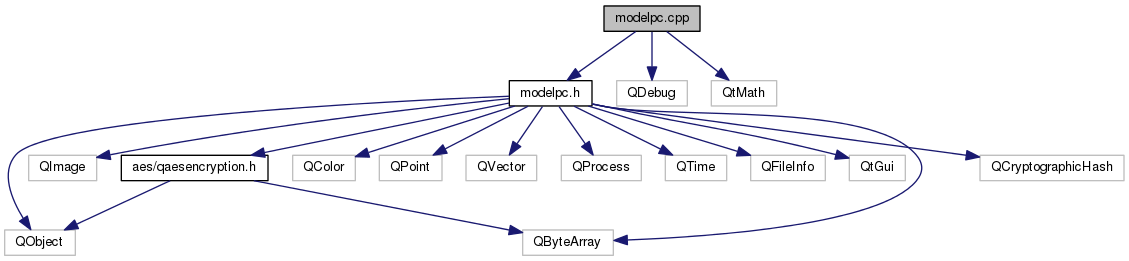 modelpc.cpp
modelpc.h
QDebug
QtMath
QImage
aes/qaesencryption.h
QColor
QPoint
QVector
QProcess
QTime
QFileInfo
QtGui
QCryptographicHash
QObject
QByteArray